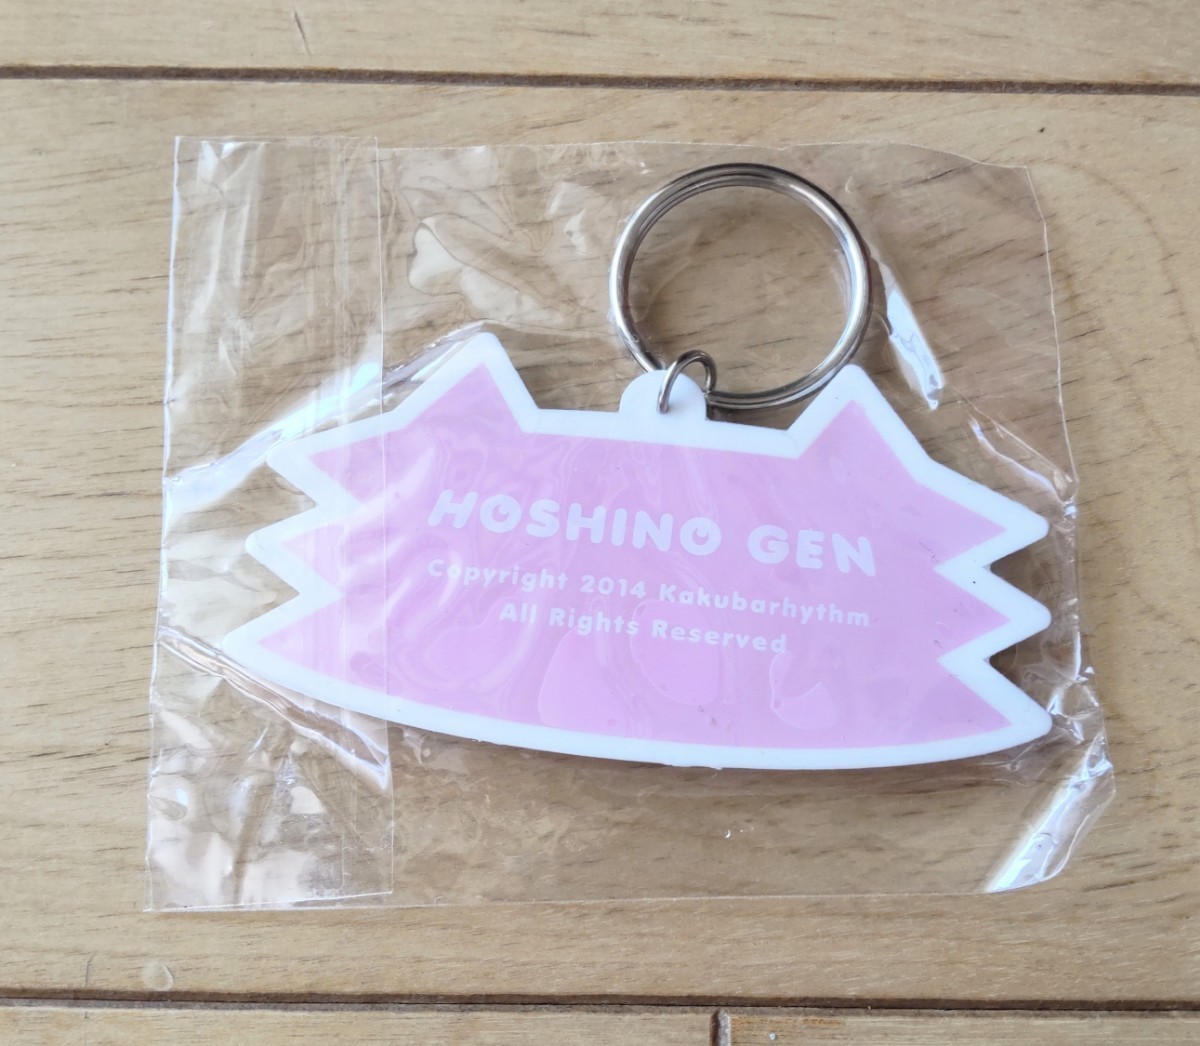 HOSHINO GEN
Copyright 2014 Kakubarhythm
All Rights Reserved